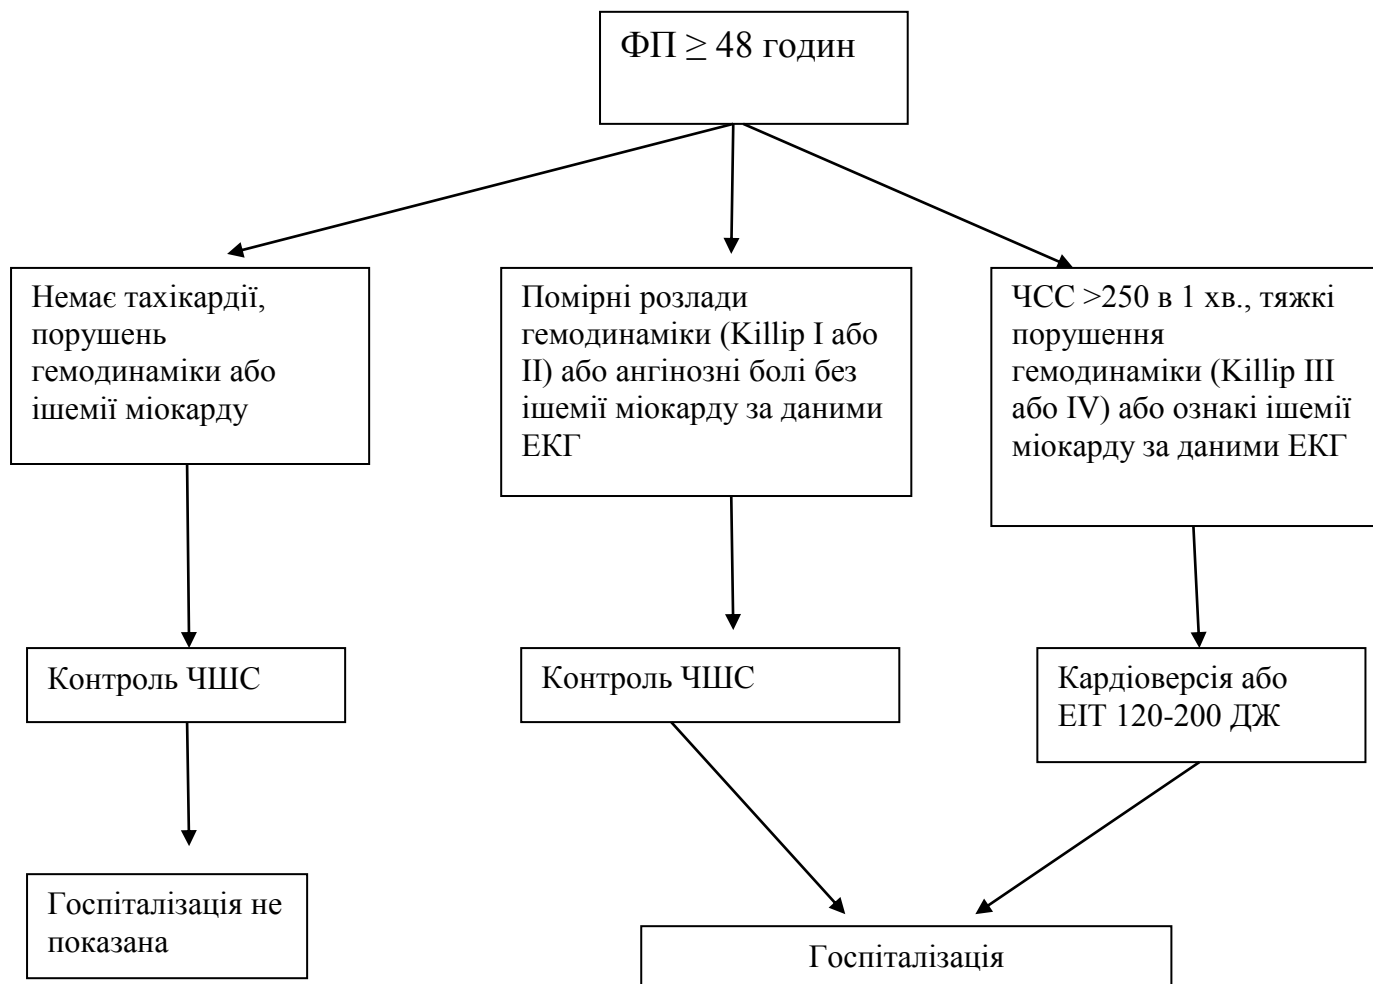 ФП ≥ 48 годин
Немає тахікардії,
порушень
гемодинаміки або
ішемії міокарду
Помірні розлади
гемодинаміки (Killip I або
II) або ангінозні болі без
ішемії міокарду за даними
ЕКГ
ЧСС >250 в 1 хв., тяжкі
порушення
гемодинаміки (Killip III
або IV) або ознакі ішемії
міокарду за даними ЕКГ
Контроль ЧШС
Контроль ЧШС
Кардіоверсія або
ЕІТ 120-200 ДЖ
Госпіталізація не
показана
Госпіталізація